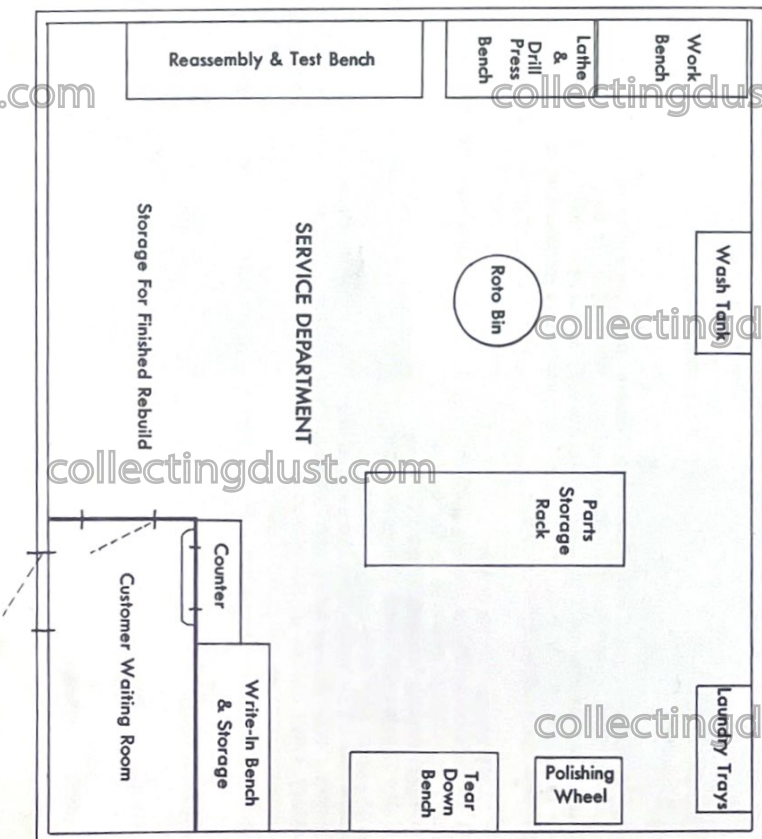 Reassembly & Test Bench
Lathe
&
Drill
Press
Bench
Work
Bench
Storage For Finished Rebuild
SERVICE DEPARTMENT
Roto Bin
Wash Tank
Parts
Storage
Rack
Counter
Customer Waiting Room
Write-In Bench
& Storage
Tear
Down
Bench
Polishing
Wheel
Laundry Trays
.com
collectingdust
collectingd
collectingdust.com
collectingd